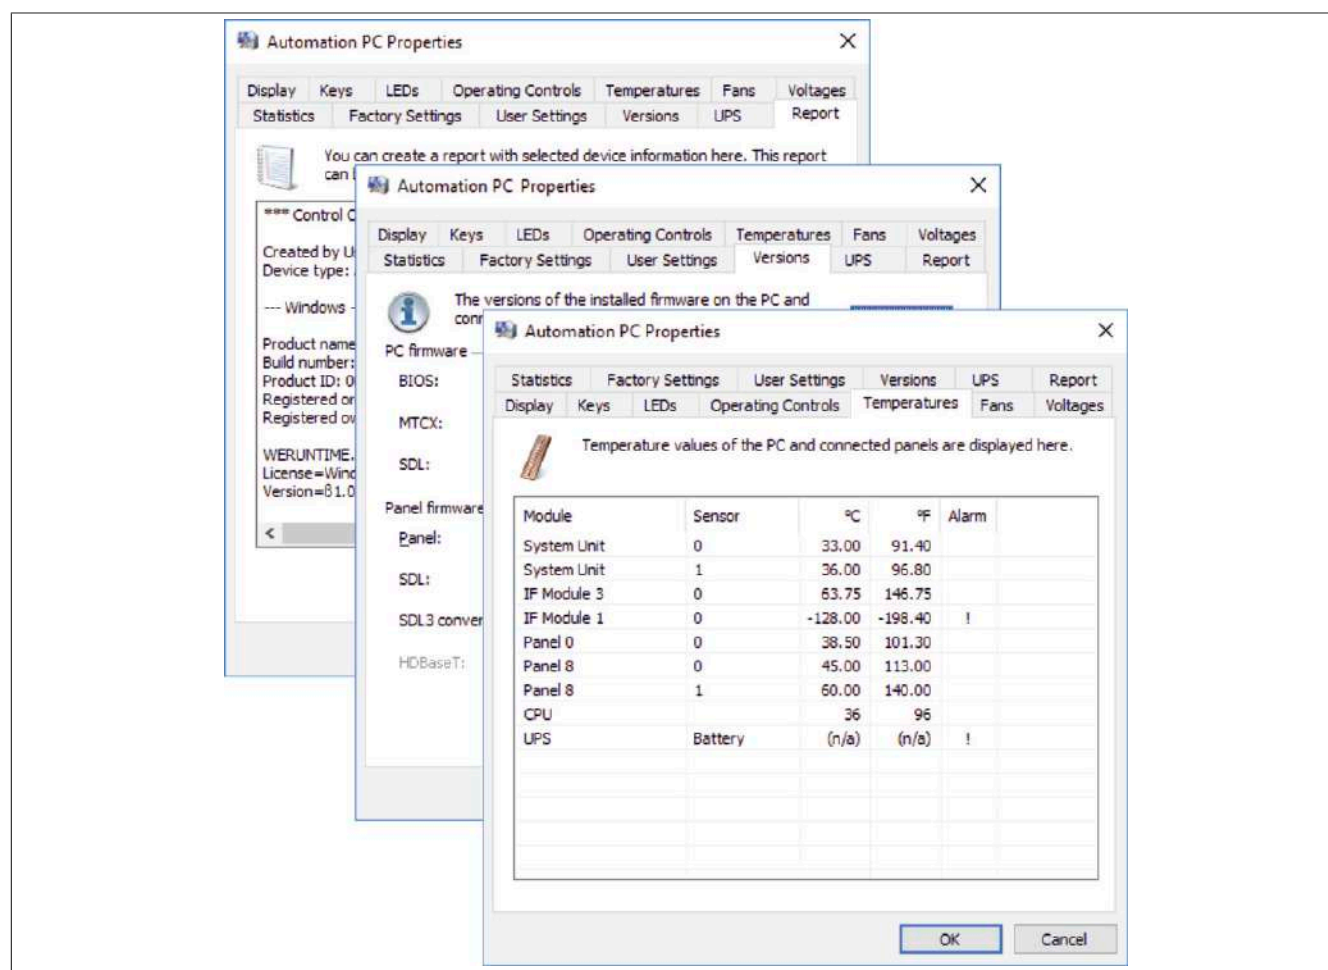 Automation PC Properties
Display Keys LEDs Operating Controls Temperatures Fans Voltages
Statistics Factory Settings User Settings Versions UPS Report
You can create a report with selected device information here. This report
can
*** Control
Created by
Device type:
--- Windows -
Product name
Build number:
Product ID: 0
Registered
Registered
WERUNTIME.
License=
Version=
Automation PC Properties
Display Keys LEDs Operating Controls Temperatures Fans Voltages
Statistics Factory Settings User Settings Versions UPS Report
The versions of the installed firmware on the PC and
PC firmware
BIOS:
MTCX:
SDL:
Panel firmware
Panel:
SDL:
SDL3 conver
HDBaseT:
Automation PC Properties
Statistics Factory Settings User Settings Versions UPS Report
Display Keys LEDs Operating Controls Temperatures Fans Voltages
Temperature values of the PC and connected panels are displayed here.
Module Sensor °C °F Alarm
System Unit 0 33.00 91.40
System Unit 1 36.00 96.80
IF Module 3 0 63.75 146.75
IF Module 1 0 -128.00 -198.40 !
Panel 0 0 38.50 101.30
Panel 8 0 45.00 113.00
Panel 8 1 60.00 140.00
CPU 36 96
UPS Battery (n/a) (n/a) !
OK Cancel